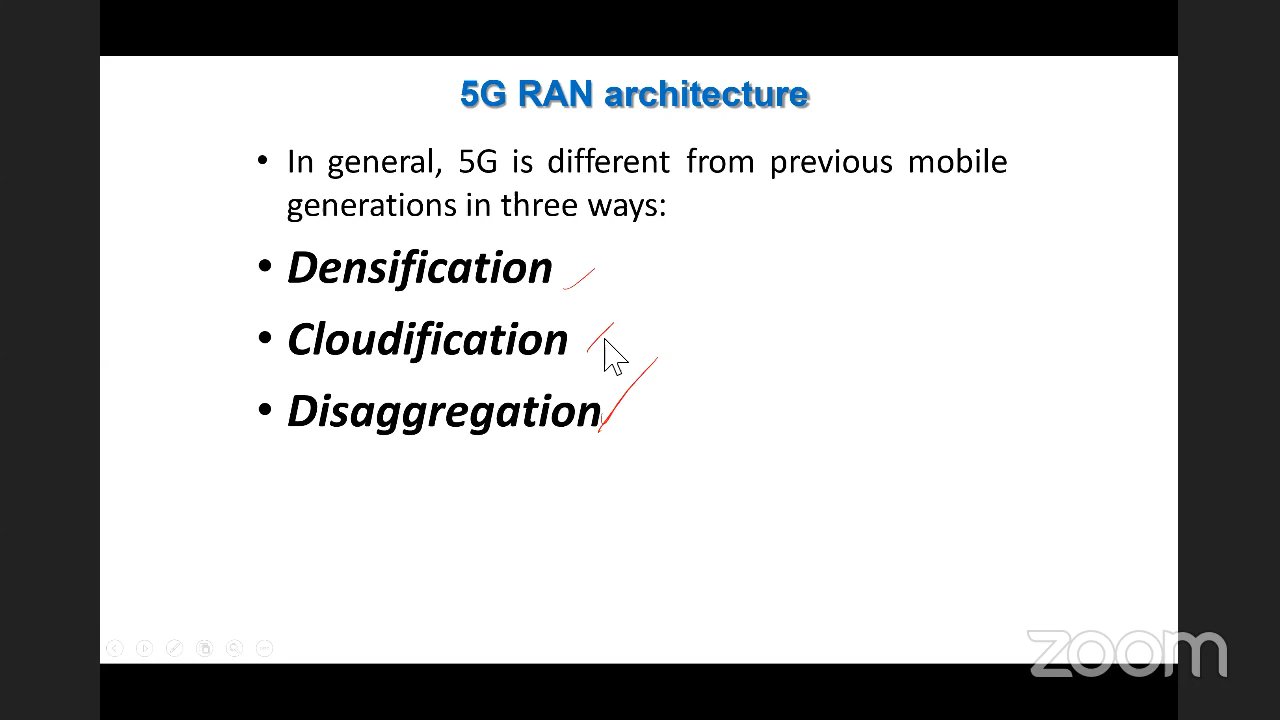 5G RAN architecture
• In general, 5G is different from previous mobile
generations in three ways:
• Densification
• Cloudification
• Disaggregation
zoom